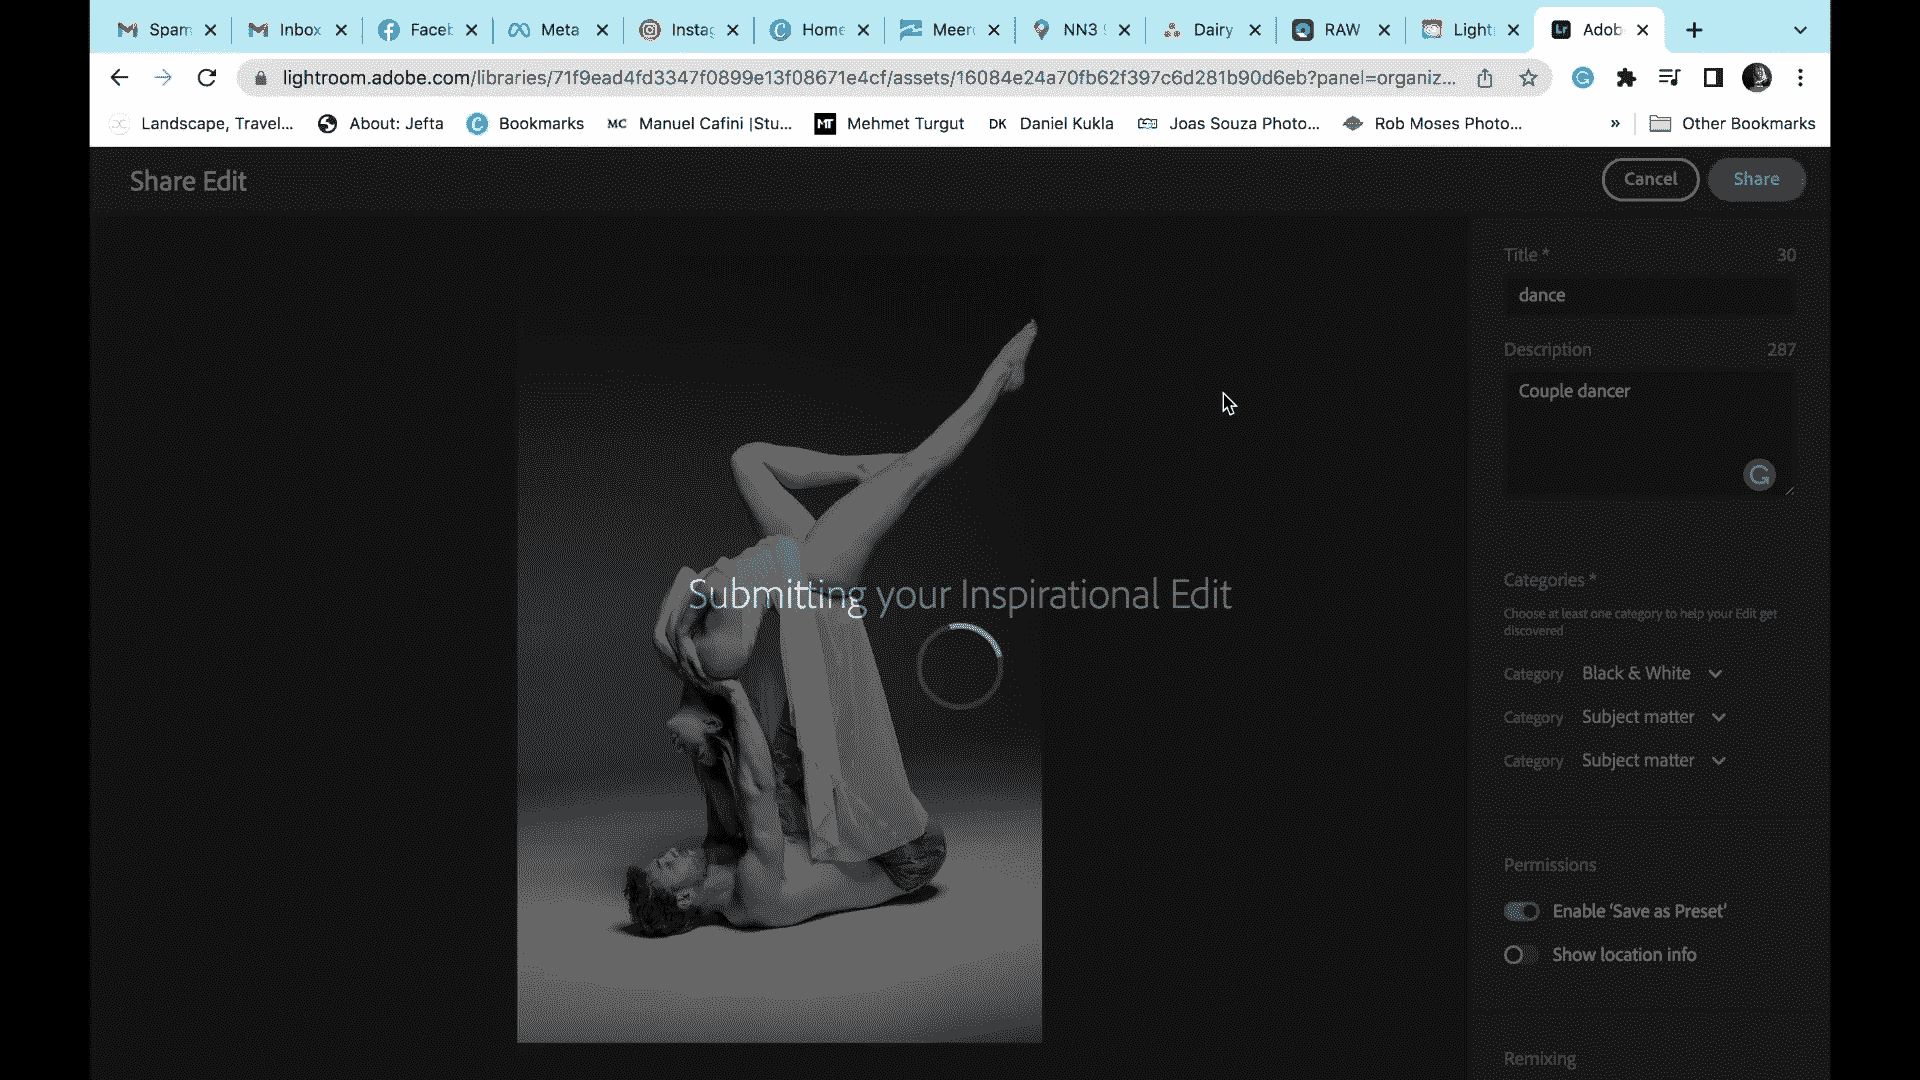 Spam
Inbox
Faceb
Meta
Insta
Home
Meer
NN3
Dairy
RAW
Light
Adob
lightroom.adobe.com/libraries/71f9ead4fd3347f0899e13f08671e4cf/assets/16084e24a70fb62f397c6d281b90d6eb?panel=organiz...
Landscape, Travel...
About: Jefta
Bookmarks
MC Manuel Cafini |Stu...
MT Mehmet Turgut
DK Daniel Kukla
Joas Souza Photo...
Rob Moses Photo...
»
Other Bookmarks
Share Edit
Cancel
Share
Title * 30
dance
Description 287
Couple dancer
Submitting your Inspirational Edit
Categories *
Choose at least one category to help your Edit get
discovered
Category Black & White
Category Subject matter
Category Subject matter
Permissions
Enable 'Save as Preset'
Show location info
Remixing